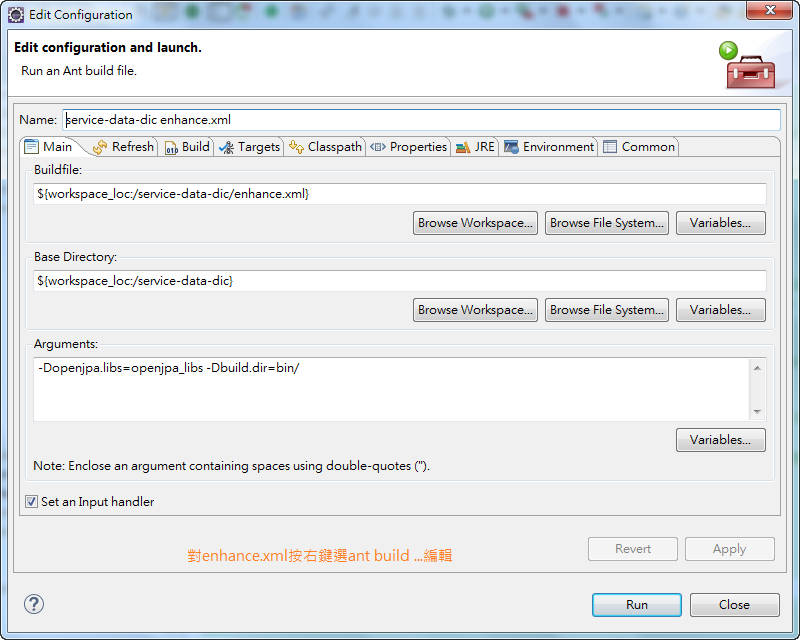 Edit Configuration
Edit configuration and launch.
Run an Ant build file.
Name: service-data-dic enhance.xml
Main Refresh Build Targets Classpath Properties JRE Environment Common
Buildfile:
${workspace_loc:/service-data-dic/enhance.xml}
Browse Workspace... Browse File System... Variables...
Base Directory:
${workspace_loc:/service-data-dic}
Browse Workspace... Browse File System... Variables...
Arguments:
-Dopenjpa.libs=openjpa_libs -Dbuild.dir=bin/
Variables...
Note: Enclose an argument containing spaces using double-quotes (").
Set an Input handler
Revert Apply
對enhance.xml按右鍵選ant build ...編輯
Run Close